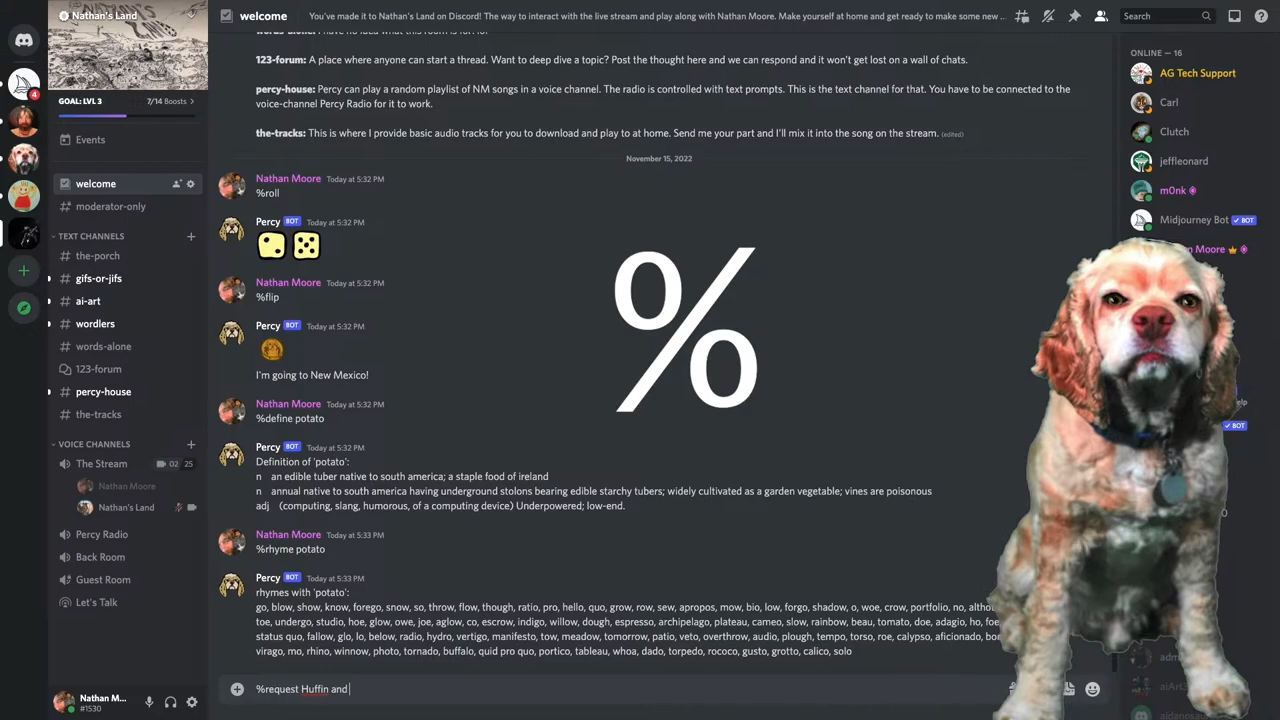 Nathan's Land
GOAL: LVL 3
7/14 Boosts
Events
welcome
moderator-only
TEXT CHANNELS
the-porch
gifs-or-jifs
ai-art
wordlers
words-alone
123-forum
percy-house
the-tracks
VOICE CHANNELS
The Stream 02 25
Nathan Moore
Nathan's Land
Percy Radio
Back Room
Guest Room
Let's Talk
Nathan M...
#1530
4
welcome
You've made it to Nathan's Land on Discord! The way to interact with the live stream and play along with Nathan Moore. Make yourself at home and get ready to make some new ...
Search
123-forum: A place where anyone can start a thread. Want to deep dive a topic? Post the thought here and we can respond and it won't get lost on a wall of chats.
percy-house: Percy can play a random playlist of NM songs in a voice channel. The radio is controlled with text prompts. This is the text channel for that. You have to be connected to the
voice-channel Percy Radio for it to work.
the-tracks: This is where I provide basic audio tracks for you to download and play to at home. Send me your part and I'll mix it into the song on the stream. (edited)
November 15, 2022
Nathan Moore Today at 5:32 PM
%roll
Percy BOT Today at 5:32 PM
Nathan Moore Today at 5:32 PM
%flip
Percy BOT Today at 5:32 PM
I'm going to New Mexico!
Nathan Moore Today at 5:32 PM
%define potato
Percy BOT Today at 5:32 PM
Definition of 'potato':
n an edible tuber native to south america; a staple food of ireland
n annual native to south america having underground stolons bearing edible starchy tubers; widely cultivated as a garden vegetable; vines are poisonous
adj (computing, slang, humorous, of a computing device) Underpowered; low-end.
Nathan Moore Today at 5:33 PM
%rhyme potato
Percy BOT Today at 5:33 PM
rhymes with 'potato':
go, blow, show, know, forego, snow, so, throw, flow, though, ratio, pro, hello, quo, grow, row, sew, apropos, mow, bio, low, forgo, shadow, o, woe, crow, portfolio, no,
toe, undergo, studio, hoe, glow, owe, joe, aglow, co, escrow, indigo, willow, dough, espresso, archipelago, plateau, cameo, slow, rainbow, beau, tomato, doe, adagio, ho, foe
status quo, fallow, glo, lo, below, radio, hydro, vertigo, manifesto, tow, meadow, tomorrow, patio, veto, overthrow, audio, plough, tempo, torso, roe, calypso, aficionado,
virago, mo, rhino, winnow, photo, tornado, buffalo, quid pro quo, portico, tableau, whoa, dado, torpedo, rococo, gusto, grotto, calico, solo
%request Huffin and
%
ONLINE — 16
AG Tech Support
Carl
Clutch
jeffleonard
m0nk
Midjourney Bot BOT
Moore
BOT